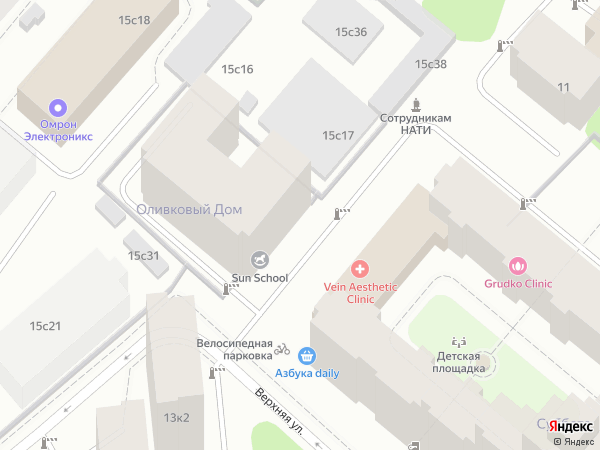 15с18
15с36
15с16
15с38
11
Омрон
Электроникс
Сотрудникам
НАТИ
15с17
Оливковый Дом
15с31
Sun School
Vein Aesthetic
Clinic
Grudko Clinic
15с21
Велосипедная
парковка
Детская
площадка
Азбука daily
Верхняя ул.
13к2
Яндекс
© Яндекс